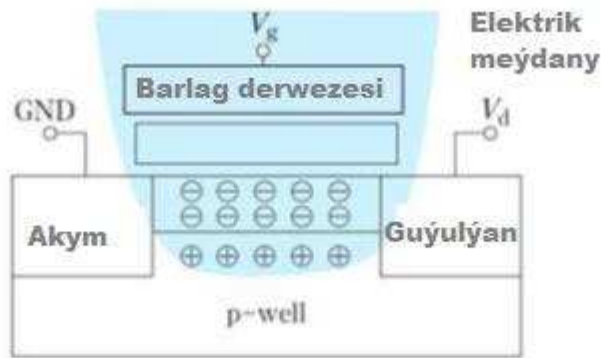 Elektrik
meýdany
Vg
Barlag derwezesi
GND
Vd
⊖ ⊖ ⊖ ⊖ ⊖
⊖ ⊖ ⊖ ⊖ ⊖
Akym
Guýulýan
⊕ ⊕ ⊕ ⊕ ⊕
p-well